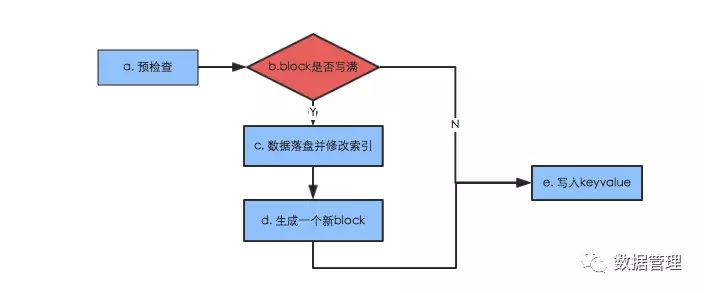 a. 预检查
b.block是否写满
Y
N
c. 数据落盘并修改索引
e. 写入keyvalue
d. 生成一个新block
数据管理